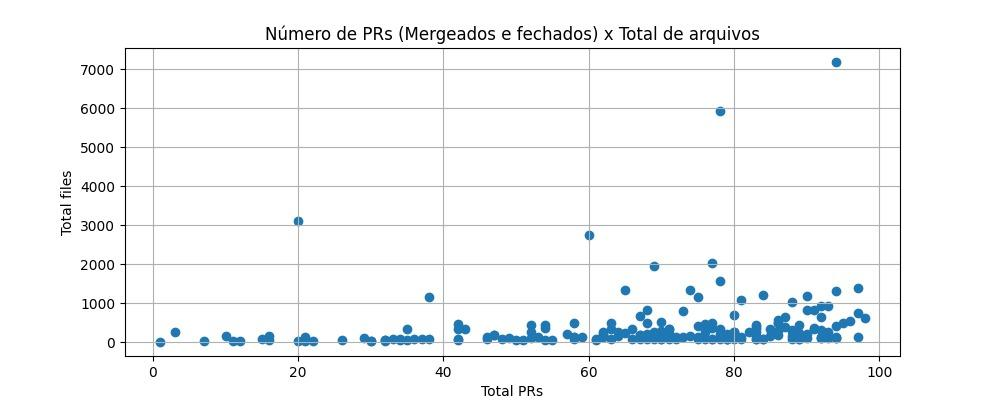 Número de PRs (Mergeados e fechados) x Total de arquivos
7000
6000
5000
4000
3000
2000
1000
0
Total files
0 20 40 60 80 100
Total PRs